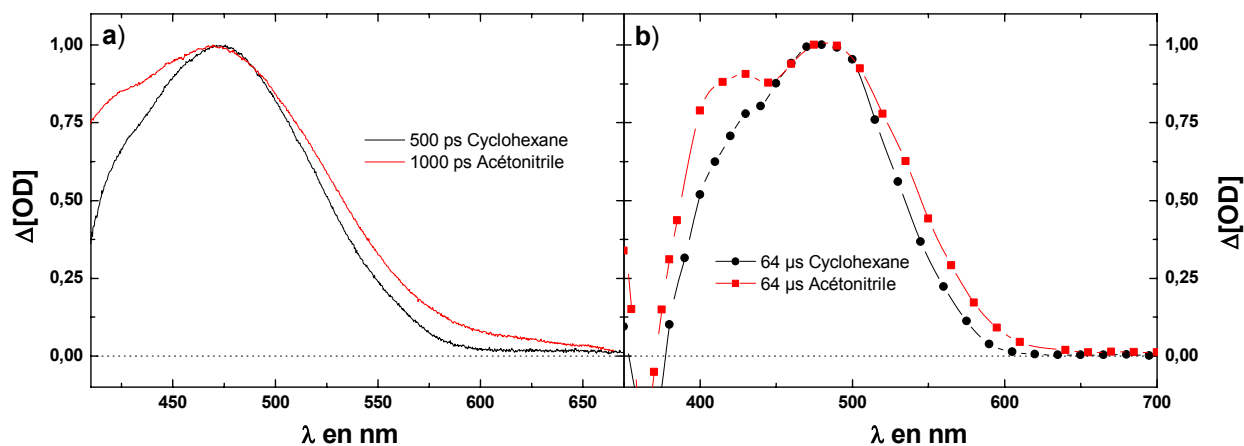 a)
1,00
0,75
0,50
0,25
0,00
Δ[OD]
500 ps Cyclohexane
1000 ps Acétonitrile
450 500 550 600 650
λ en nm
b)
1,00
0,75
0,50
0,25
0,00
Δ[OD]
64 µs Cyclohexane
64 µs Acétonitrile
400 500 600 700
λ en nm